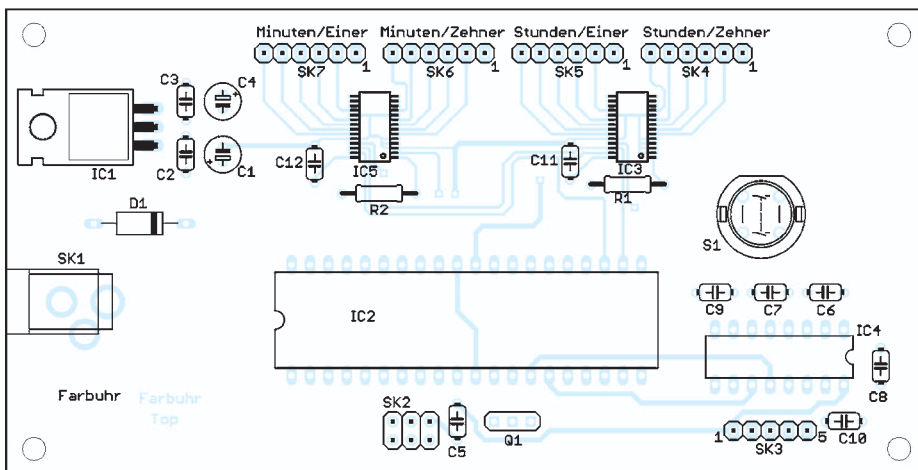 Minuten/Einer Minuten/Zehner Stunden/Einer Stunden/Zehner
1 1 1 1
SK7 SK6 SK5 SK4
C3 C4
IC1 C2 C1 C12 IC5 C11 IC3
R2 R1
D1
S1
SK1
IC2
C9 C7 C6
IC4
Farbuhr Farbuhr
Top
SK2
C5 Q1
C8
1 5
SK3 C10